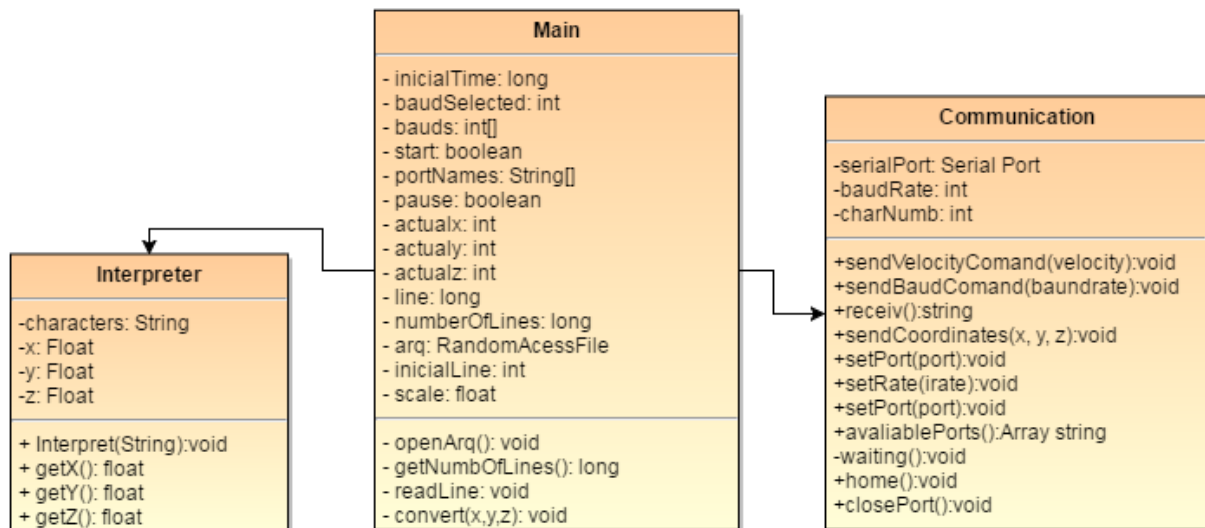 Main
- inicialTime: long
- baudSelected: int
- bauds: int[]
- start: boolean
- portNames: String[]
- pause: boolean
- actualx: int
- actualy: int
- actualz: int
- line: long
- numberOfLines: long
- arq: RandomAcessFile
- inicialLine: int
- scale: float
- openArq(): void
- getNumbOfLines(): long
- readLine: void
- convert(x,y,z): void
Interpreter
-characters: String
-x: Float
-y: Float
-z: Float
+ Interpret(String):void
+ getX(): float
+ getY(): float
+ getZ(): float
Communication
-serialPort: Serial Port
-baudRate: int
-charNumb: int
+sendVelocityComand(velocity):void
+sendBaudComand(baundrate):void
+receiv():string
+sendCoordinates(x, y, z):void
+setPort(port):void
+setRate(irate):void
+setPort(port):void
+avaliablePorts():Array string
-waiting():void
+home():void
+closePort():void